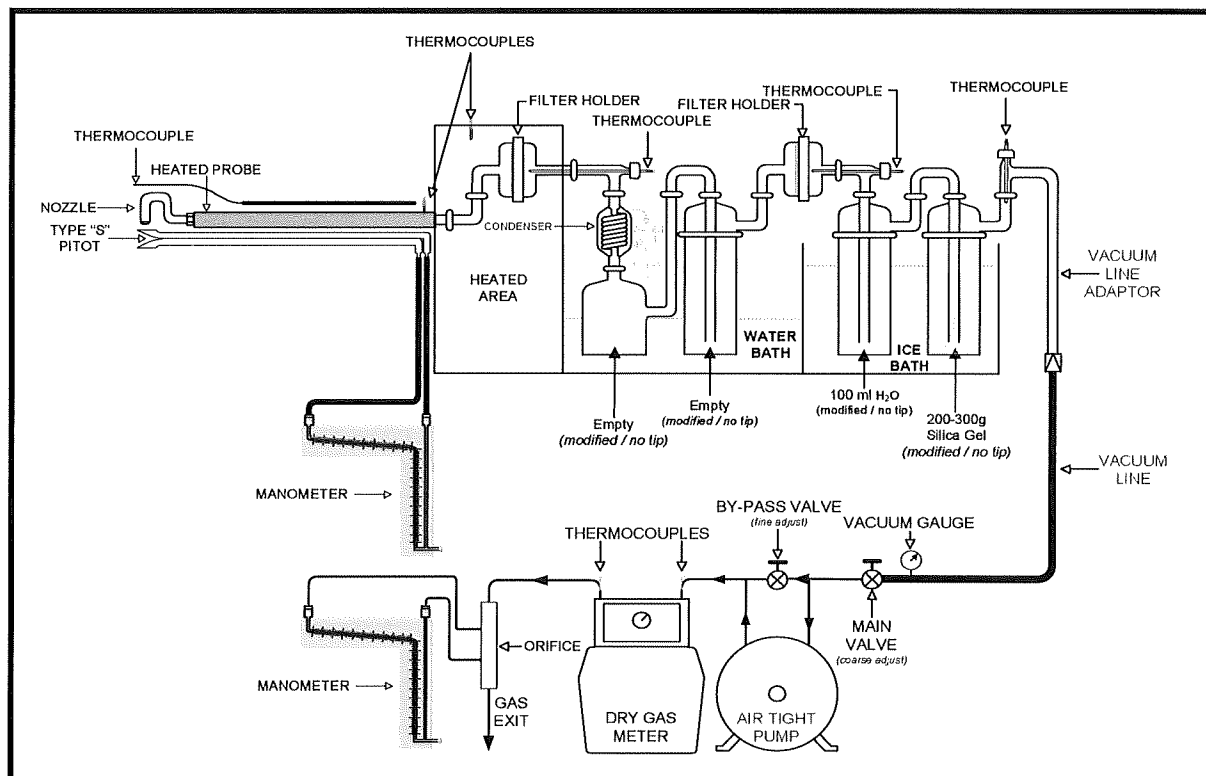 THERMOCOUPLES
THERMOCOUPLE
THERMOCOUPLE
FILTER HOLDER
FILTER HOLDER
THERMOCOUPLE
THERMOCOUPLE
HEATED PROBE
NOZZLE
TYPE "S"
PITOT
CONDENSER
HEATED
AREA
VACUUM
LINE
ADAPTOR
WATER
BATH
ICE
BATH
Empty
(modified / no tip)
Empty
(modified / no tip)
100 ml H₂O
(modified / no tip)
200-300g
Silica Gel
(modified / no tip)
VACUUM
LINE
MANOMETER
BY-PASS VALVE
(fine adjust)
VACUUM GAUGE
THERMOCOUPLES
MAIN
VALVE
(coarse adjust)
ORIFICE
MANOMETER
GAS
EXIT
DRY GAS
METER
AIR TIGHT
PUMP